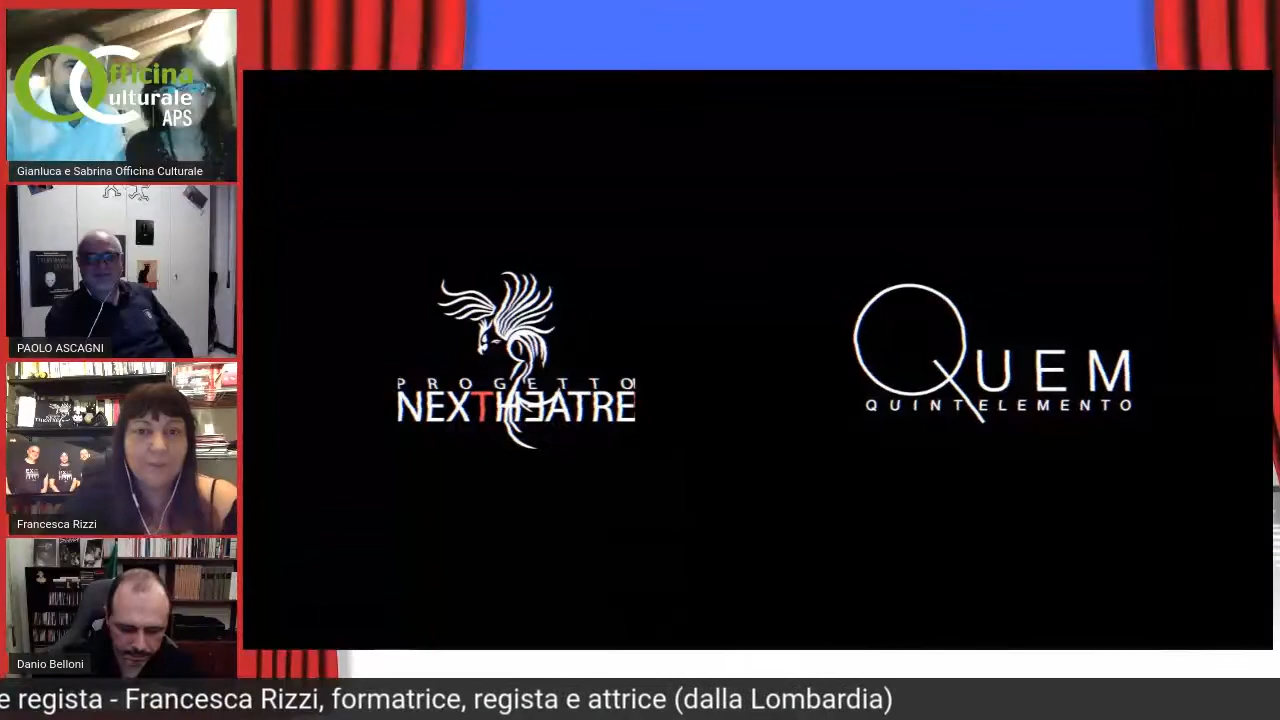 Officina
Culturale
APS
Gianluca e Sabrina Officina Culturale
PAOLO ASCAGNI
Francesca Rizzi
Danio Belloni
PROGETTO
NEXTHEATRE
QUEM
QUINTELEMENTO
e regista - Francesca Rizzi, formatrice, regista e attrice (dalla Lombardia)